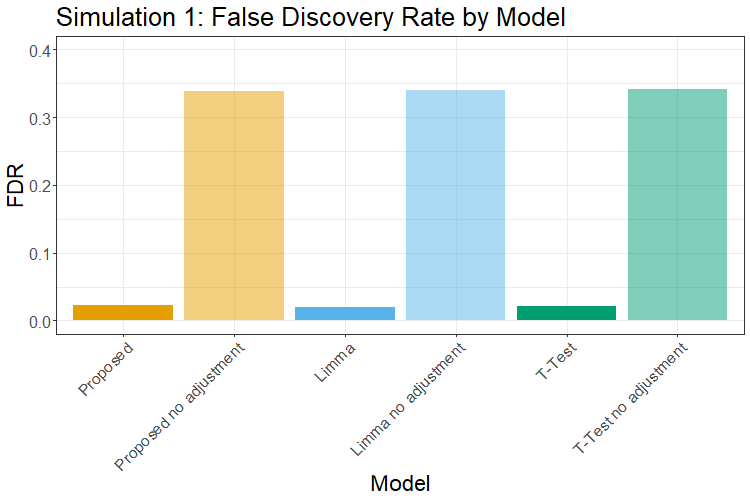 Simulation 1: False Discovery Rate by Model
FDR
0.4
0.3
0.2
0.1
0.0
Proposed
Proposed no adjustment
Limma
Limma no adjustment
T-Test
T-Test no adjustment
Model